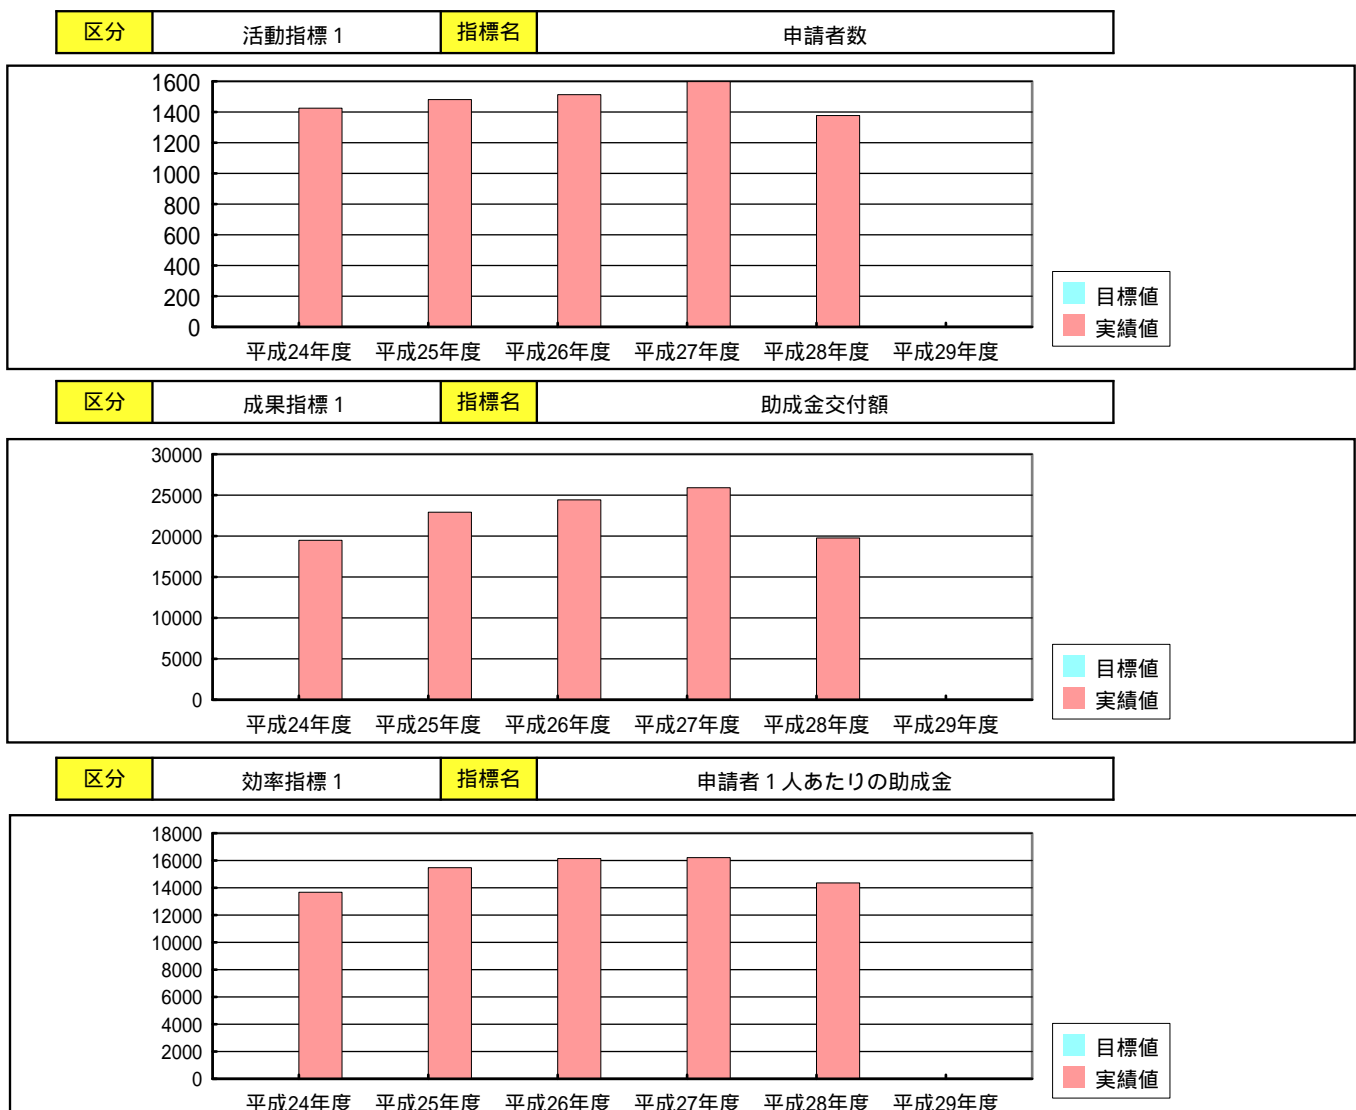 区分 活動指標１ 指標名 申請者数
1600
1400
1200
1000
800
600
400
200
0
平成24年度 平成25年度 平成26年度 平成27年度 平成28年度 平成29年度
目標値
実績値
区分 成果指標１ 指標名 助成金交付額
30000
25000
20000
15000
10000
5000
0
平成24年度 平成25年度 平成26年度 平成27年度 平成28年度 平成29年度
目標値
実績値
区分 効率指標１ 指標名 申請者１人あたりの助成金
18000
16000
14000
12000
10000
8000
6000
4000
2000
0
平成24年度 平成25年度 平成26年度 平成27年度 平成28年度 平成29年度
目標値
実績値